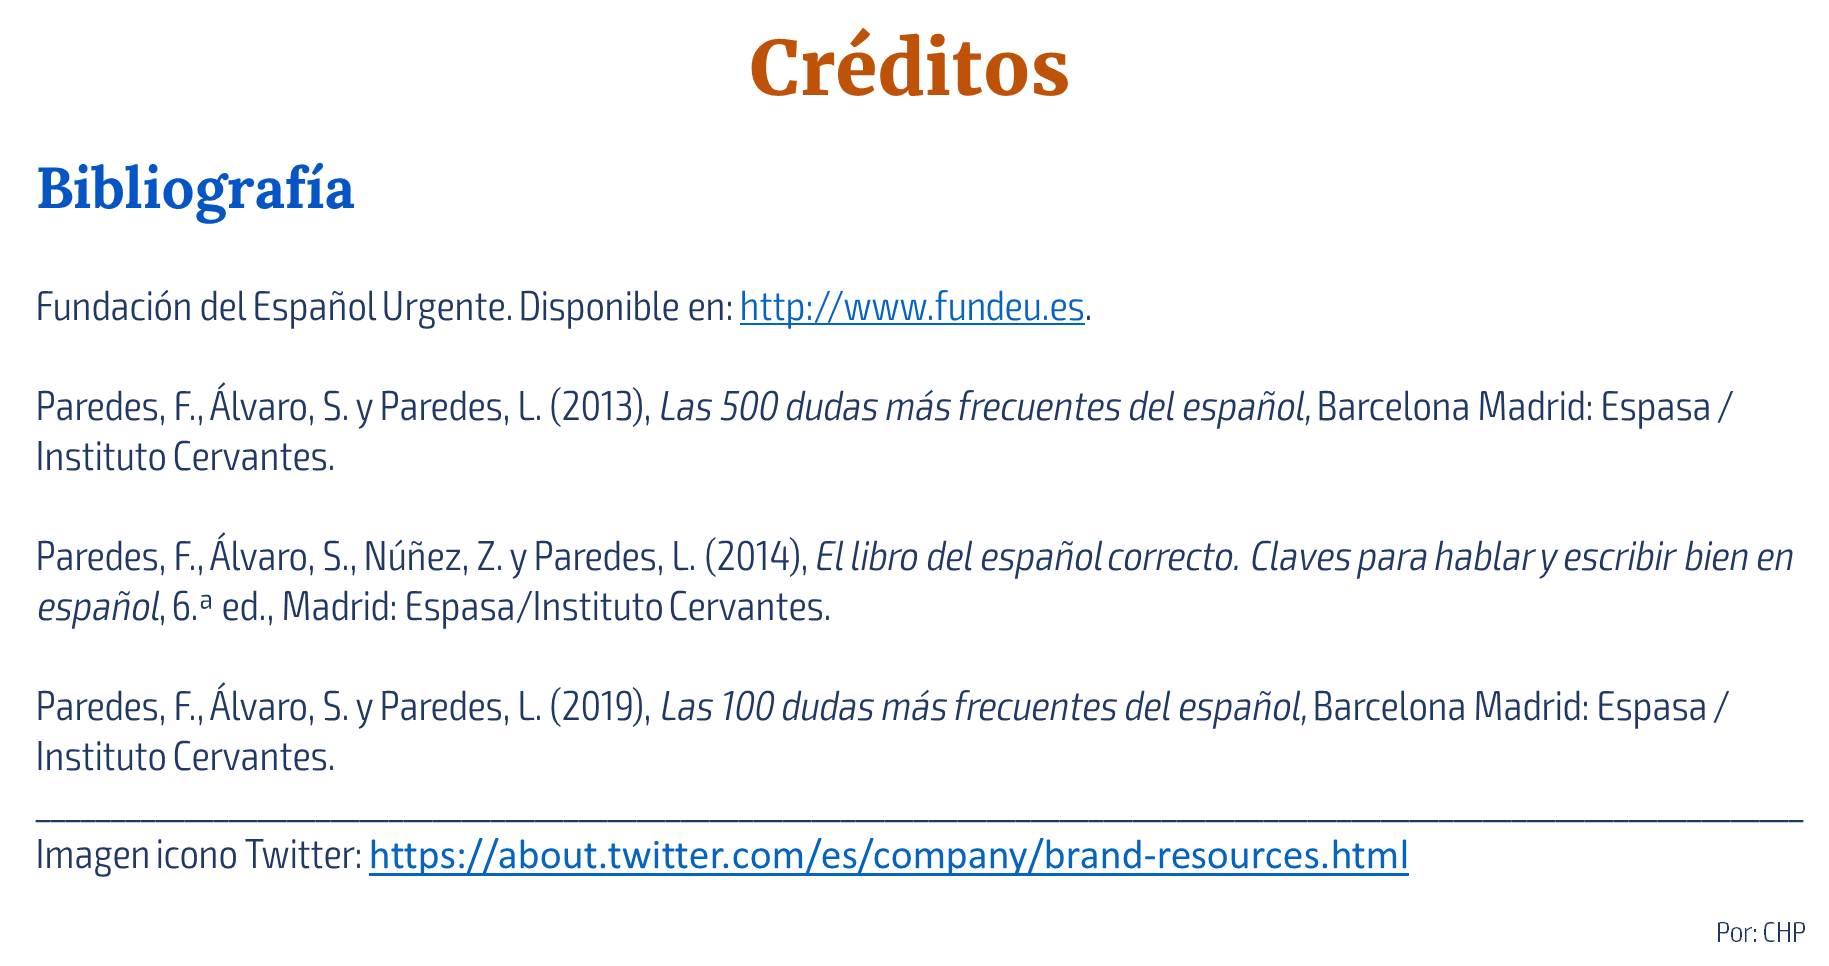 Créditos
Bibliografía
Fundación del Español Urgente. Disponible en: http://www.fundeu.es.
Paredes, F., Álvaro, S. y Paredes, L. (2013), Las 500 dudas más frecuentes del español, Barcelona Madrid: Espasa /
Instituto Cervantes.
Paredes, F., Álvaro, S., Núñez, Z. y Paredes, L. (2014), El libro del español correcto. Claves para hablar y escribir bien en
español, 6.ª ed., Madrid: Espasa/Instituto Cervantes.
Paredes, F., Álvaro, S. y Paredes, L. (2019), Las 100 dudas más frecuentes del español, Barcelona Madrid: Espasa /
Instituto Cervantes.
Imagen icono Twitter: https://about.twitter.com/es/company/brand-resources.html
Por: CHP